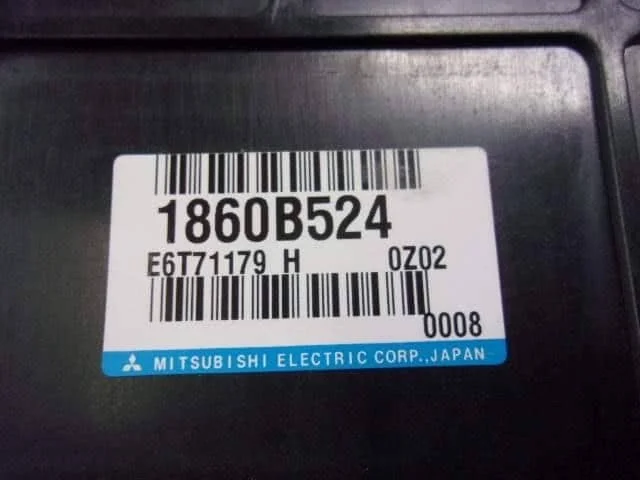 1860B524
E6T71179 H 0Z02
0008
MITSUBISHI ELECTRIC CORP.,JAPAN